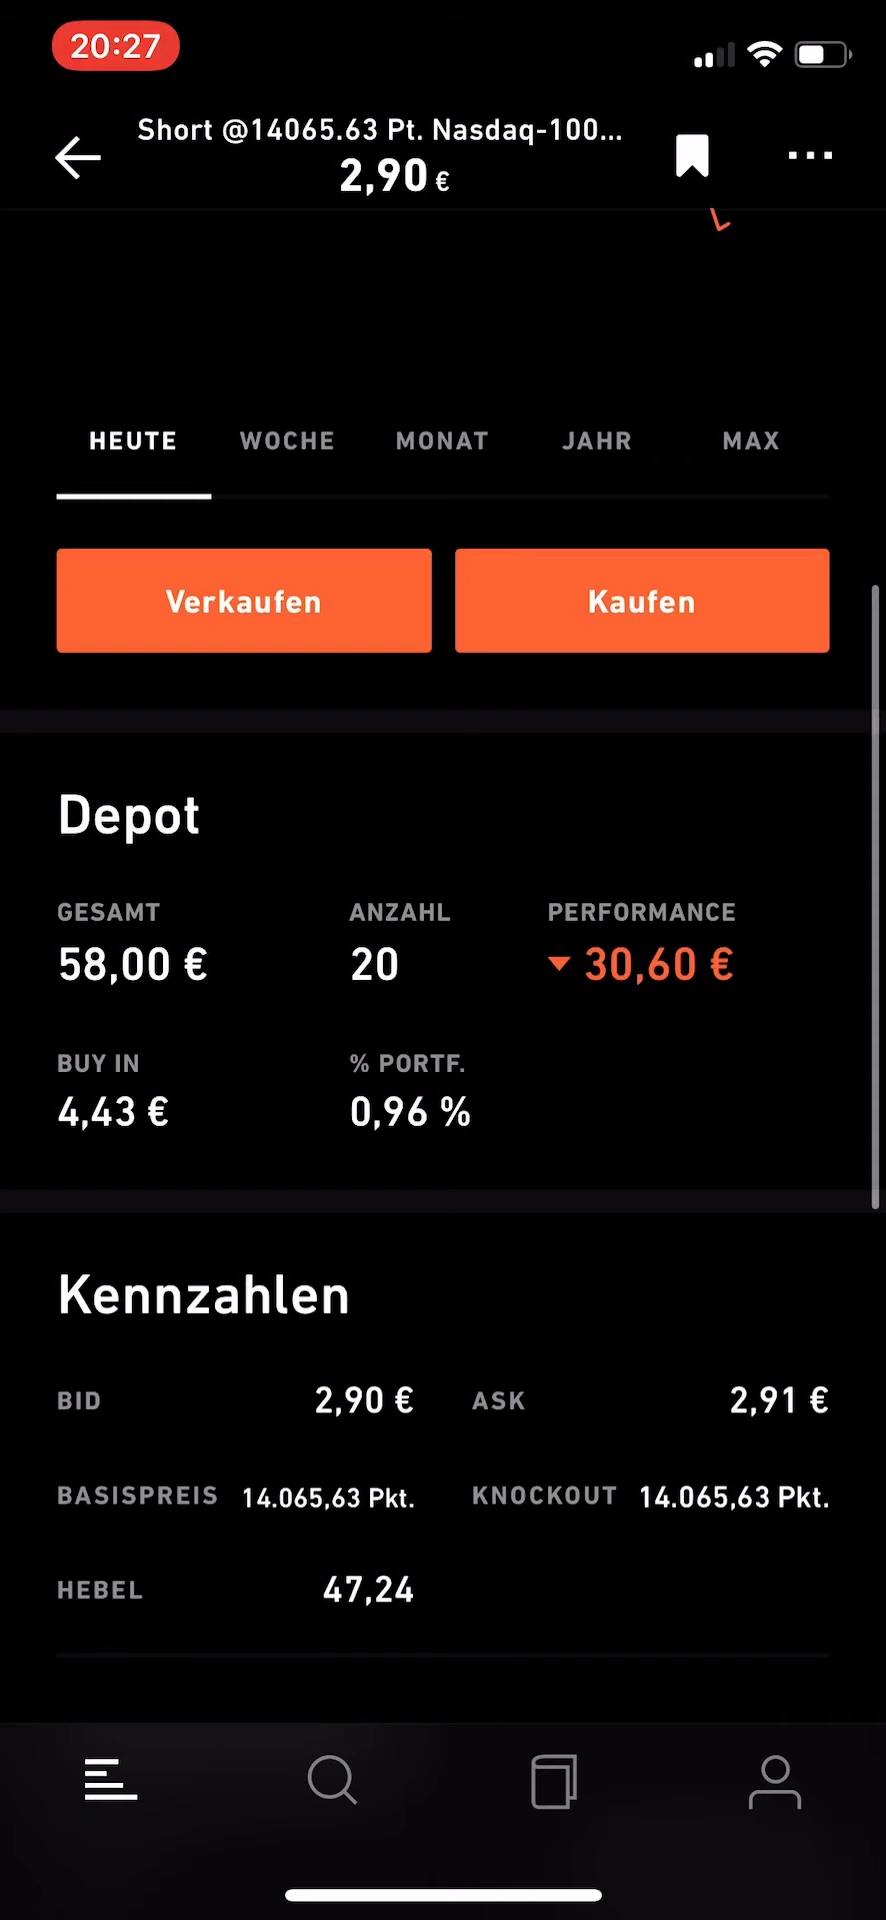 20:27
Short @14065.63 Pt. Nasdaq-100...
2,90 €
HEUTE WOCHE MONAT JAHR MAX
Verkaufen Kaufen
Depot
GESAMT ANZAHL PERFORMANCE
58,00 € 20 30,60 €
BUY IN % PORTF.
4,43 € 0,96 %
Kennzahlen
BID 2,90 € ASK 2,91 €
BASISPREIS 14.065,63 Pkt. KNOCKOUT 14.065,63 Pkt.
HEBEL 47,24